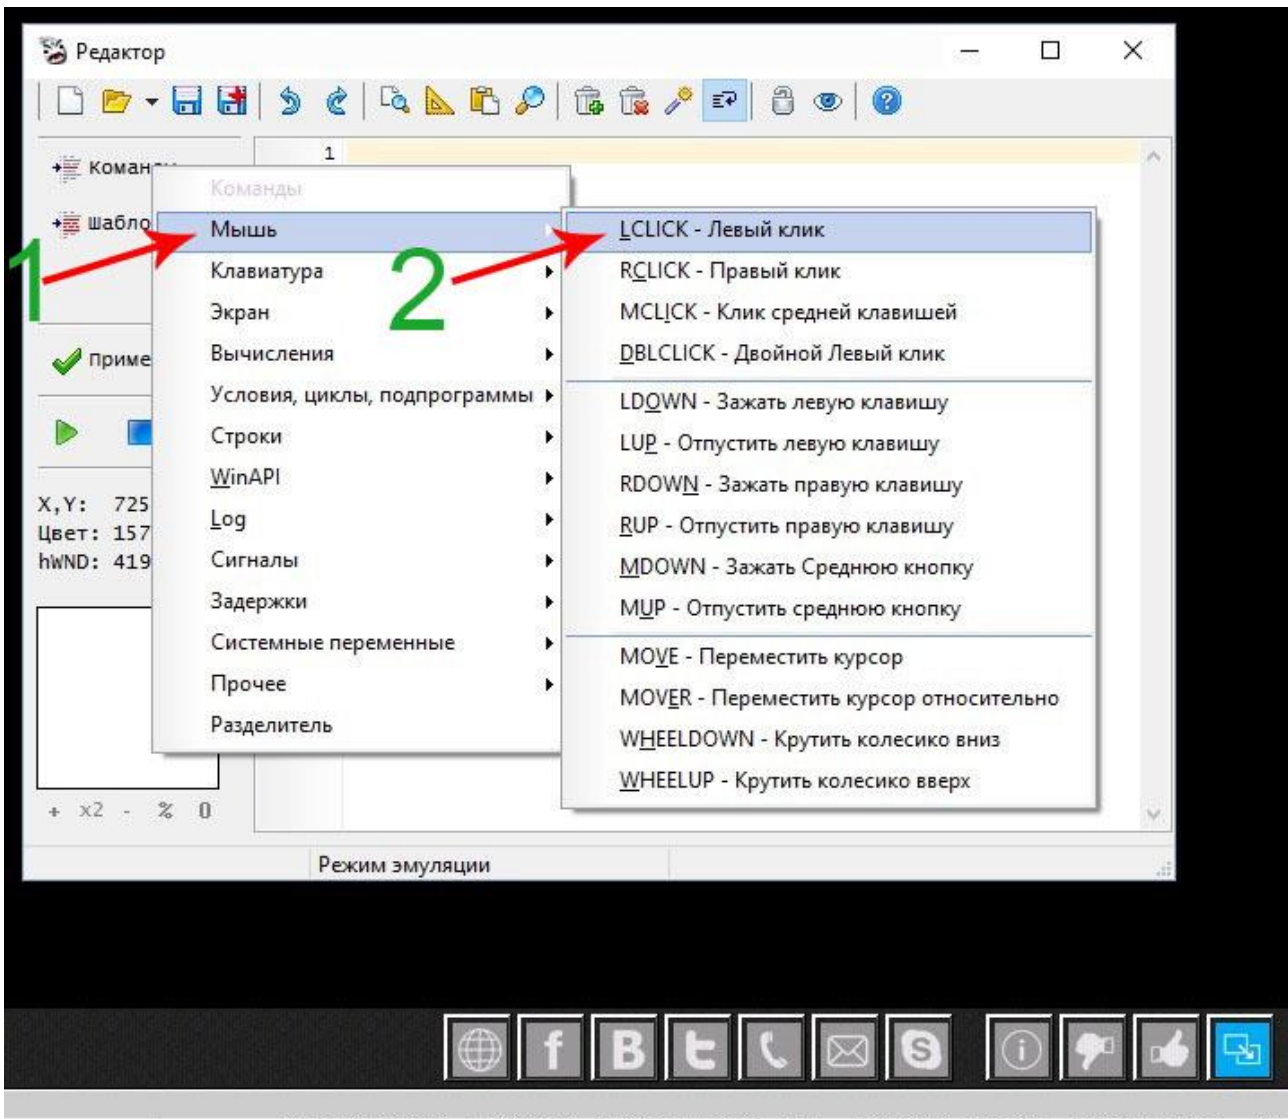 Редактор
1
Команды
Мышь
Клавиатура
Экран
Вычисления
Условия, циклы, подпрограммы
Строки
WinAPI
Log
Сигналы
Задержки
Системные переменные
Прочее
Разделитель
1
2
LCLICK - Левый клик
RCLICK - Правый клик
MCLICK - Клик средней клавишей
DBLCLICK - Двойной Левый клик
LDOWN - Зажать левую клавишу
LUP - Отпустить левую клавишу
RDOWN - Зажать правую клавишу
RUP - Отпустить правую клавишу
MDOWN - Зажать Среднюю кнопку
MUP - Отпустить среднюю кнопку
MOVE - Переместить курсор
MOVER - Переместить курсор относительно
WHEELDOWN - Крутить колесико вниз
WHEELUP - Крутить колесико вверх
X,Y: 725
Цвет: 157
hWND: 419
+ x2 - % 0
Режим эмуляции